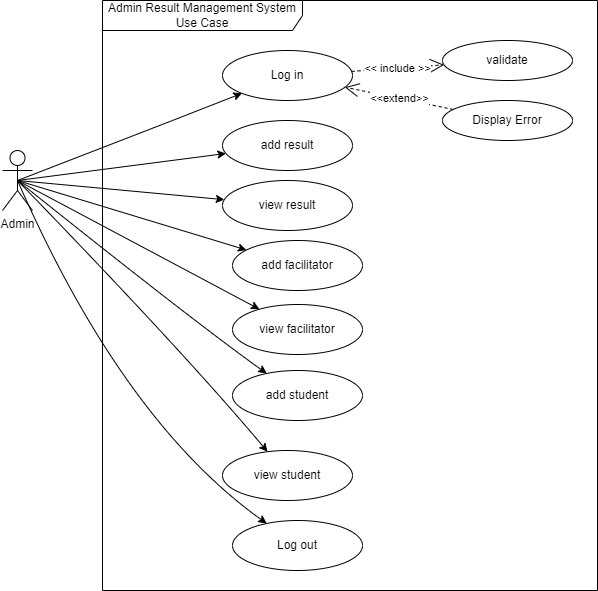 Admin Result Management System
Use Case
Log in
<< include >>
validate
<<extend>>
Display Error
add result
view result
Admin
add facilitator
view facilitator
add student
view student
Log out